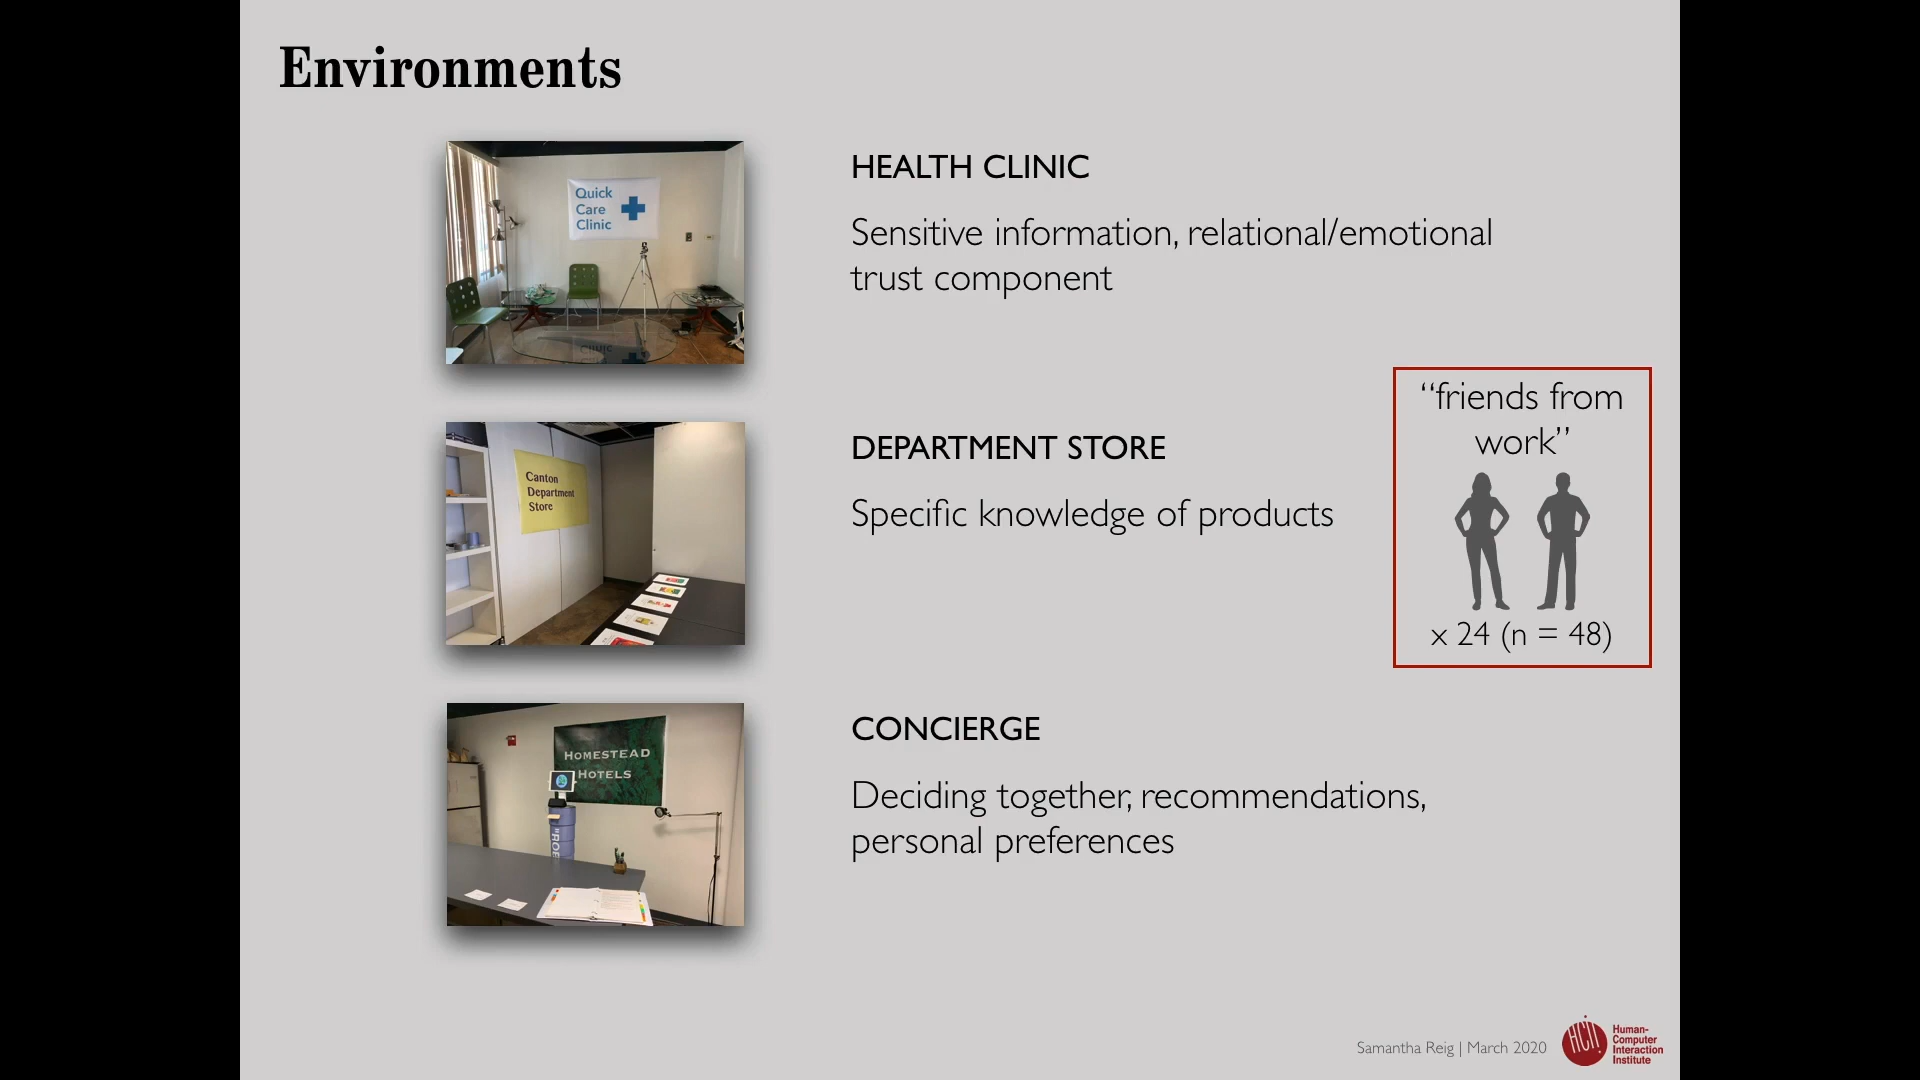 Environments
Quick
Care
Clinic
HEALTH CLINIC
Sensitive information, relational/emotional
trust component
Canton
Department
Store
DEPARTMENT STORE
Specific knowledge of products
“friends from
work”
x 24 (n = 48)
HOMESTEAD
HOTELS
CONCIERGE
Deciding together, recommendations,
personal preferences
Samantha Reig | March 2020
HCII
Human-
Computer
Interaction
Institute